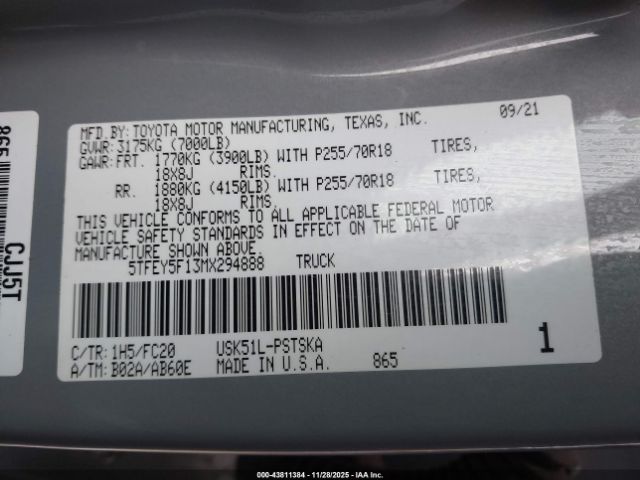 MFD.BY:TOYOTA MOTOR MANUFACTURING, TEXAS, INC. 09/21
GVWR:3175KG (7000LB)
GAWR:FRT. 1770KG (3900LB) WITH P255/70R18 TIRES,
18X8J RIMS.
RR. 1880KG (4150LB) WITH P255/70R18 TIRES,
18X8J RIMS.
THIS VEHICLE CONFORMS TO ALL APPLICABLE FEDERAL MOTOR
VEHICLE SAFETY STANDARDS IN EFFECT ON THE DATE OF
MANUFACTURE SHOWN ABOVE
5TFEY5F13MX294888 TRUCK
C/TR: 1H5/FC20 USK51L-PSTSKA
A/TM: B02A/AB60E MADE IN U.S.A. 865
1
865
CJJ5T
000-43811384 - 11/28/2025 - IAA Inc.